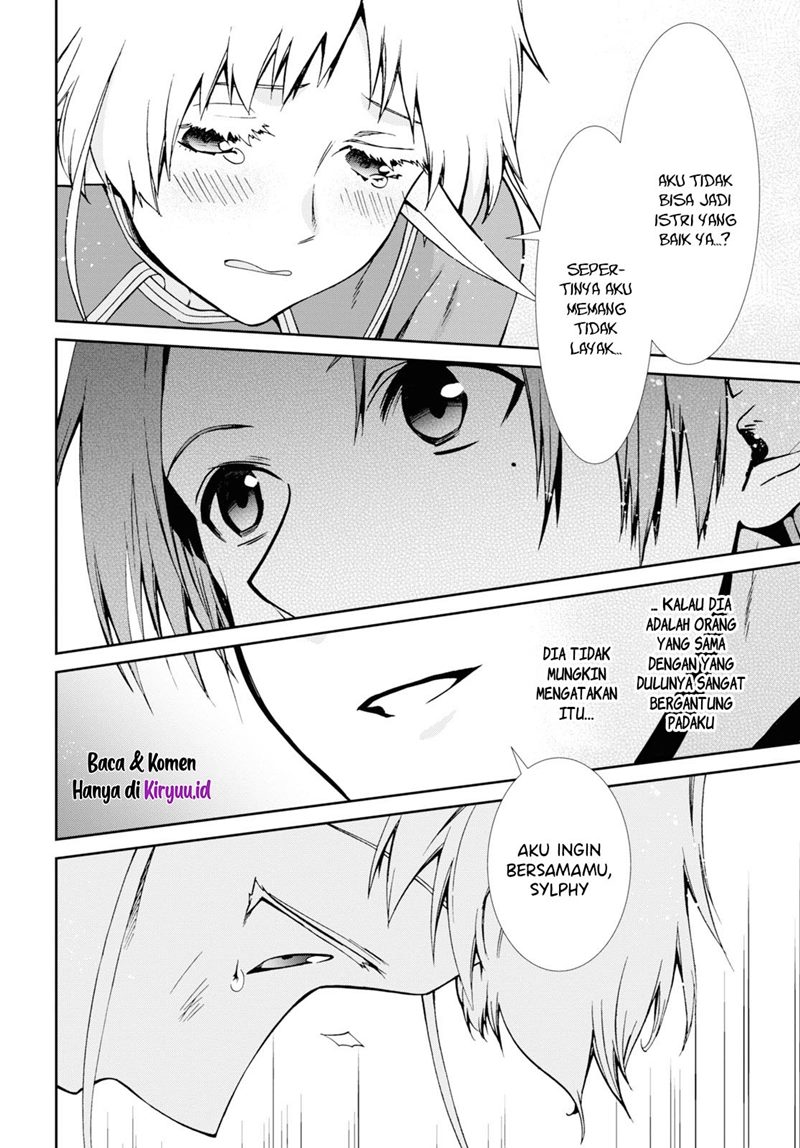 AKU TIDAK
BISA JADI
ISTRI YANG
BAIK YA...?
SEPER-
TINYA AKU
MEMANG
TIDAK
LAYAK...
... KALAU DIA
ADALAH ORANG
YANG SAMA
DENGAN YANG
DULUNYA SANGAT
BERGANTUNG
PADAKU
DIA TIDAK
MUNGKIN
MENGATAKAN
ITU...
Baca & Komen
Hanya di Kiryuu.id
AKU INGIN
BERSAMAMU,
SYLPHY